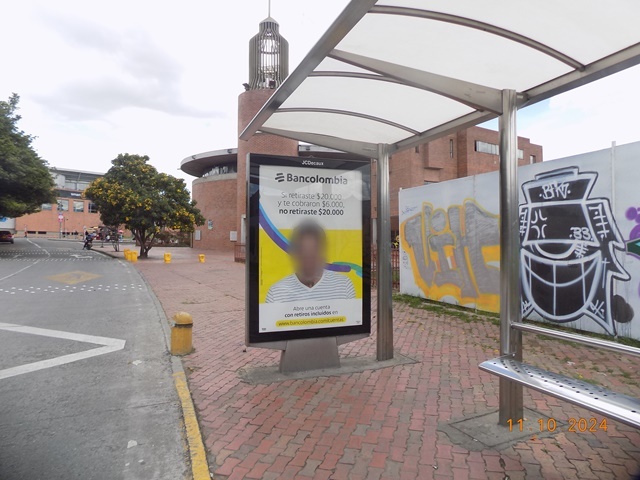 JCDecaux
Bancolombia
Si retiraste $20.000
y te cobraron $6.000,
no retiraste $20.000
Abre una cuenta
con retiros incluidos en
11.10.2024